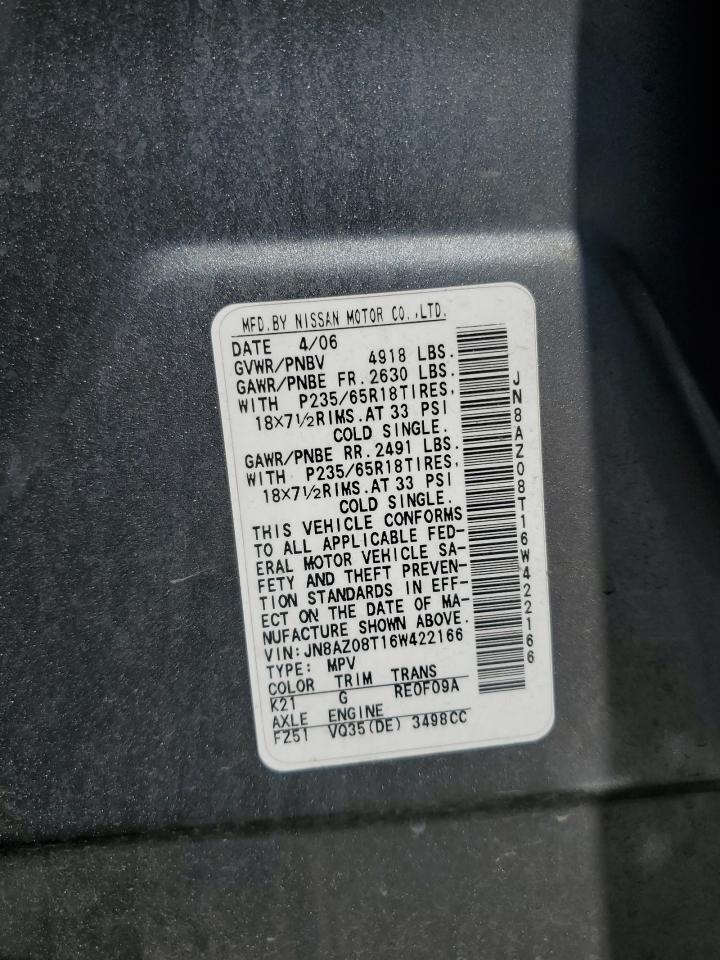 MFD.BY NISSAN MOTOR CO.,LTD.
DATE 4/06
GVWR/PNBV 4918 LBS.
GAWR/PNBE FR. 2630 LBS.
WITH P235/65R18TIRES,
18X7½RIMS.AT 33 PSI
COLD SINGLE.
GAWR/PNBE RR. 2491 LBS.
WITH P235/65R18TIRES,
18X7½RIMS.AT 33 PSI
COLD SINGLE.
THIS VEHICLE CONFORMS
TO ALL APPLICABLE FED-
ERAL MOTOR VEHICLE SA-
FETY AND THEFT PREVEN-
TION STANDARDS IN EFF-
ECT ON THE DATE OF MA-
NUFACTURE SHOWN ABOVE.
VIN:JN8AZ08T16W422166
TYPE: MPV
COLOR TRIM TRANS
K21 G RE0F09A
AXLE ENGINE
FZ51 VQ35(DE) 3498CC
JN8AZ08T16W422166